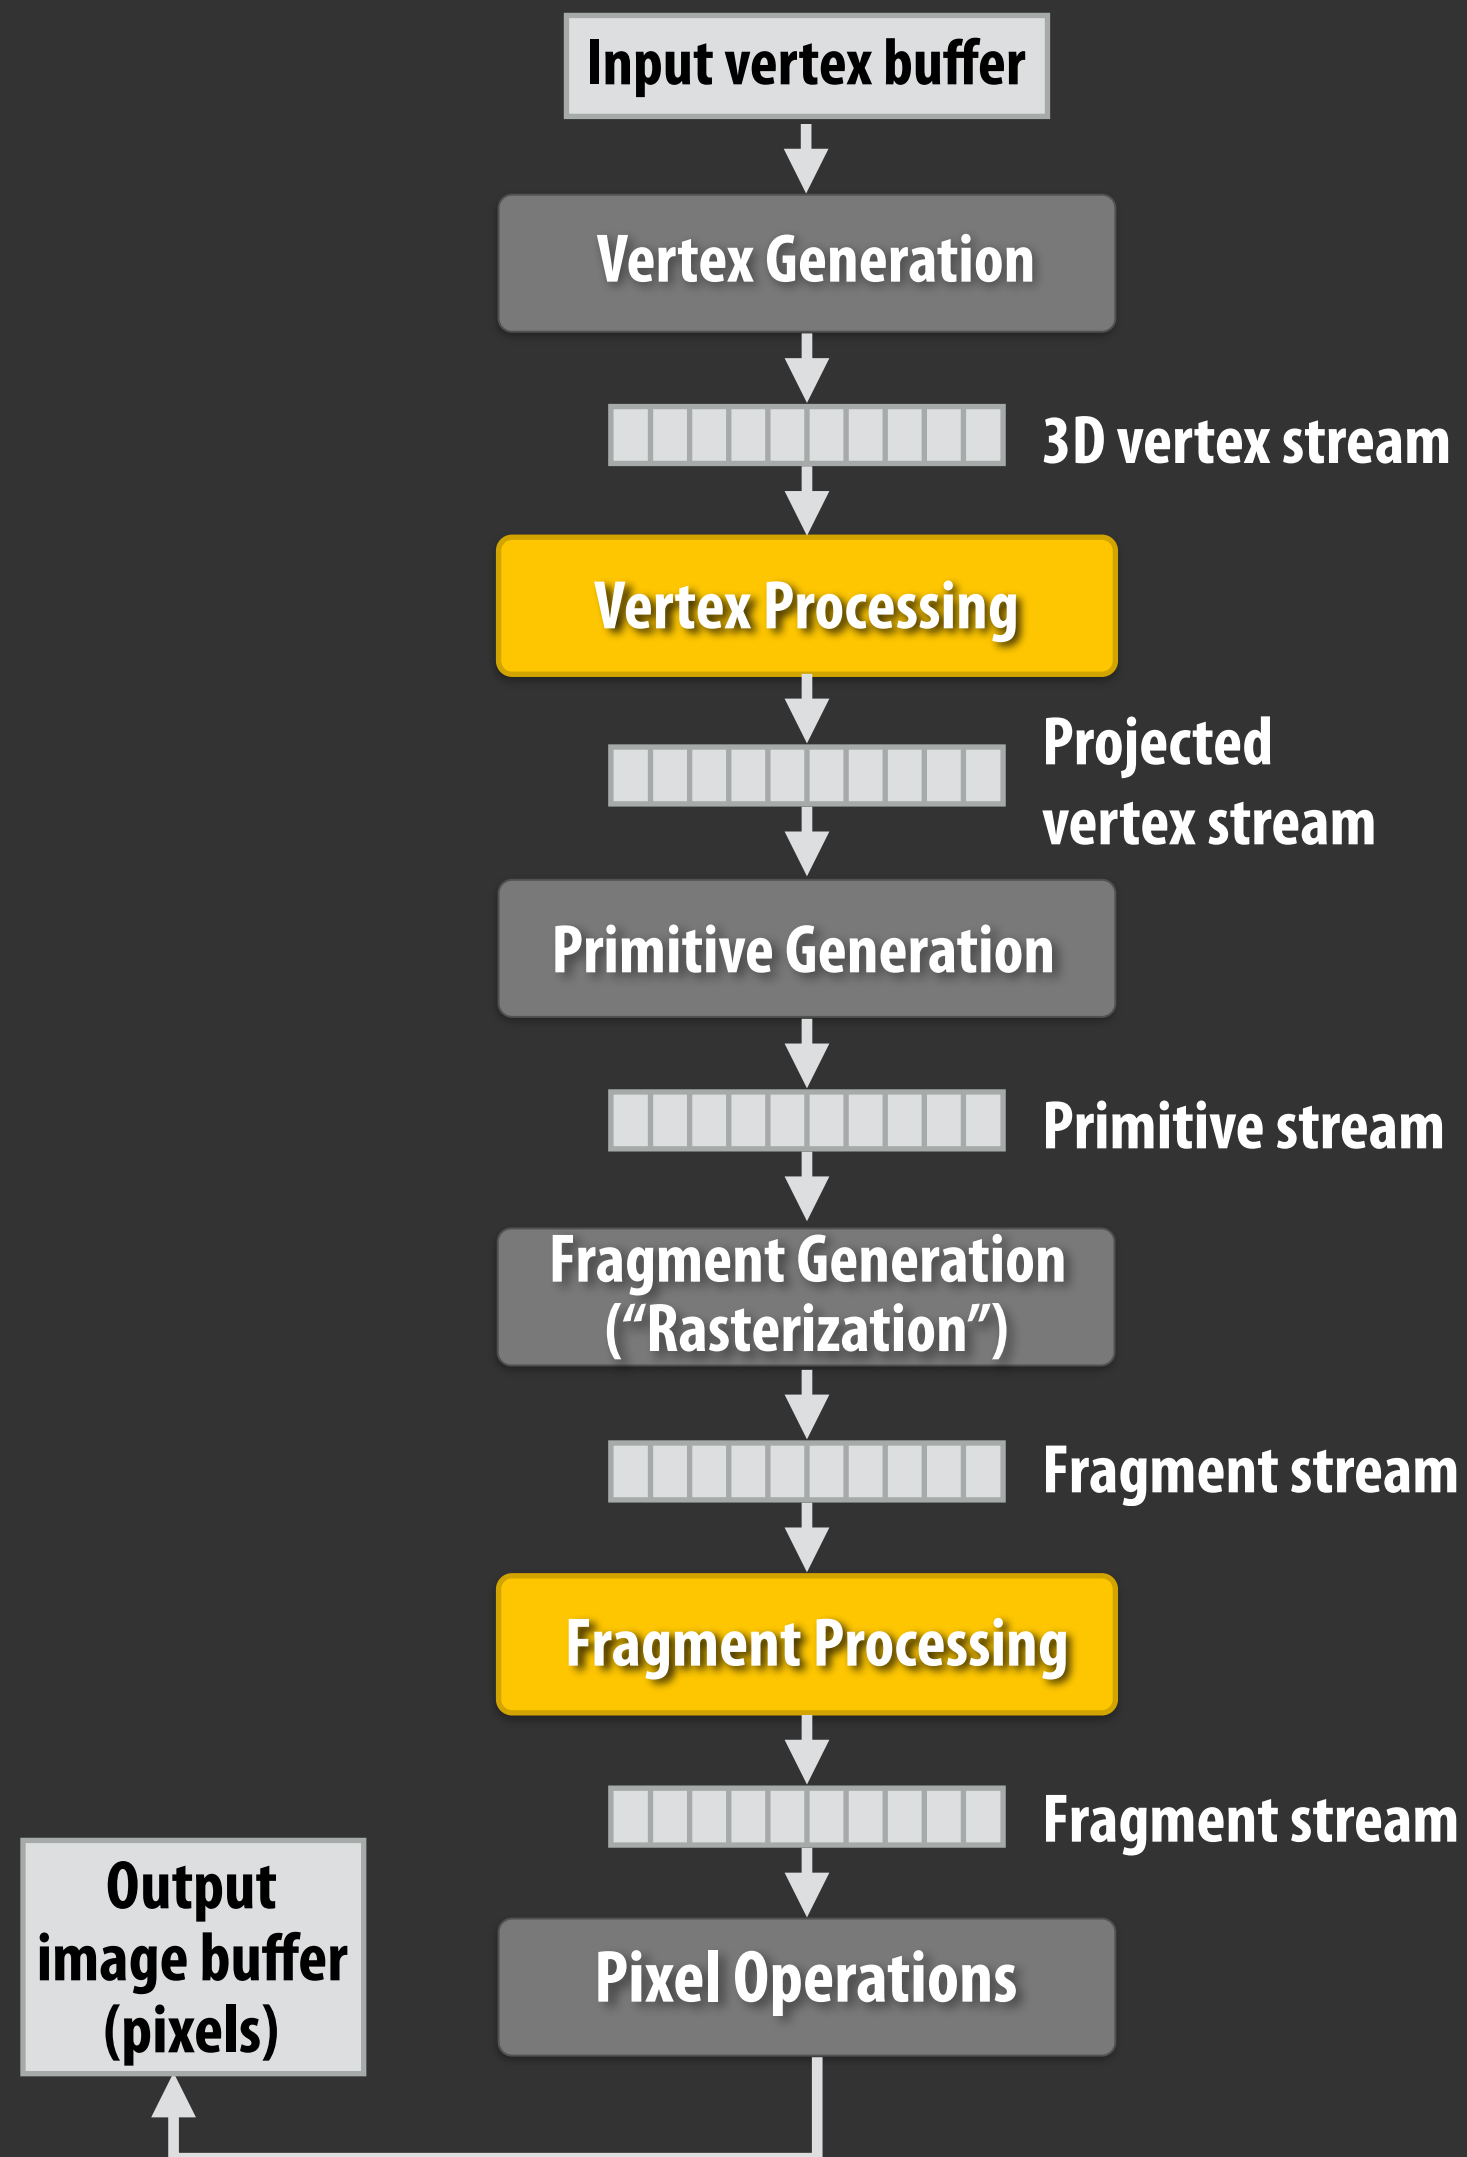 Input vertex buffer
Vertex Generation
3D vertex stream
Vertex Processing
Projected
vertex stream
Primitive Generation
Primitive stream
Fragment Generation
(“Rasterization”)
Fragment stream
Fragment Processing
Fragment stream
Output
image buffer
(pixels)
Pixel Operations